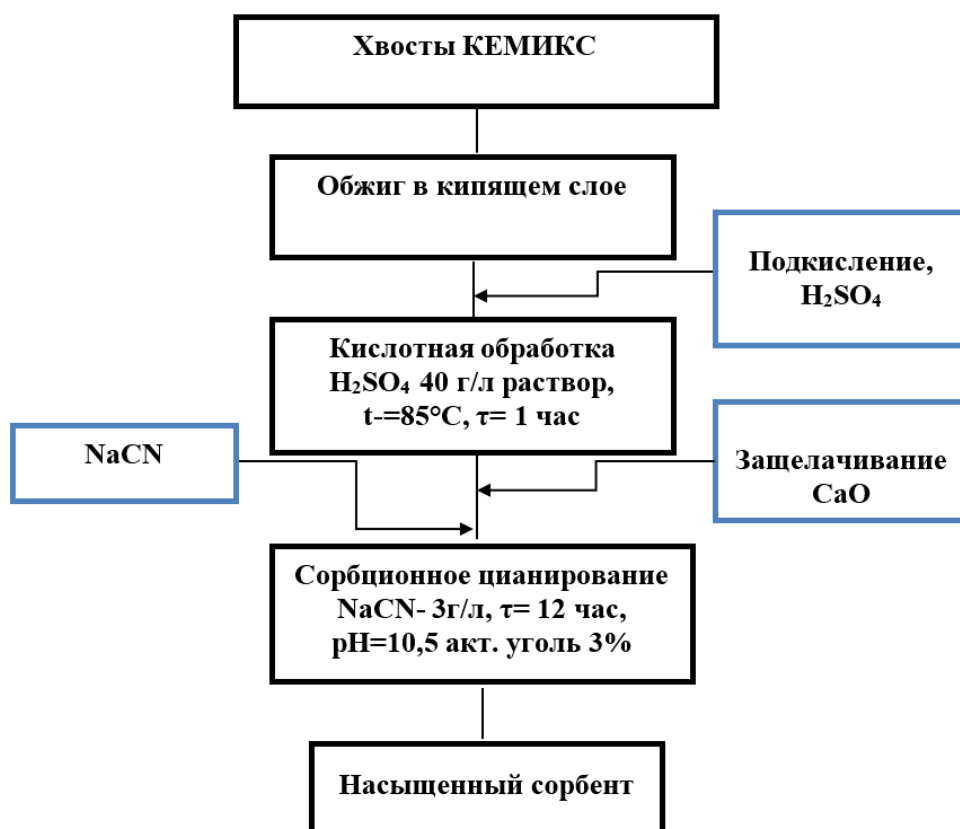 Хвосты КЕМИКС
Обжиг в кипящем слое
Подкисление,
H₂SO₄
Кислотная обработка
H₂SO₄ 40 г/л раствор,
t-=85°C, τ= 1 час
NaCN
Защелачивание
CaO
Сорбционное цианирование
NaCN- 3г/л, τ= 12 час,
pH=10,5 акт. уголь 3%
Насыщенный сорбент